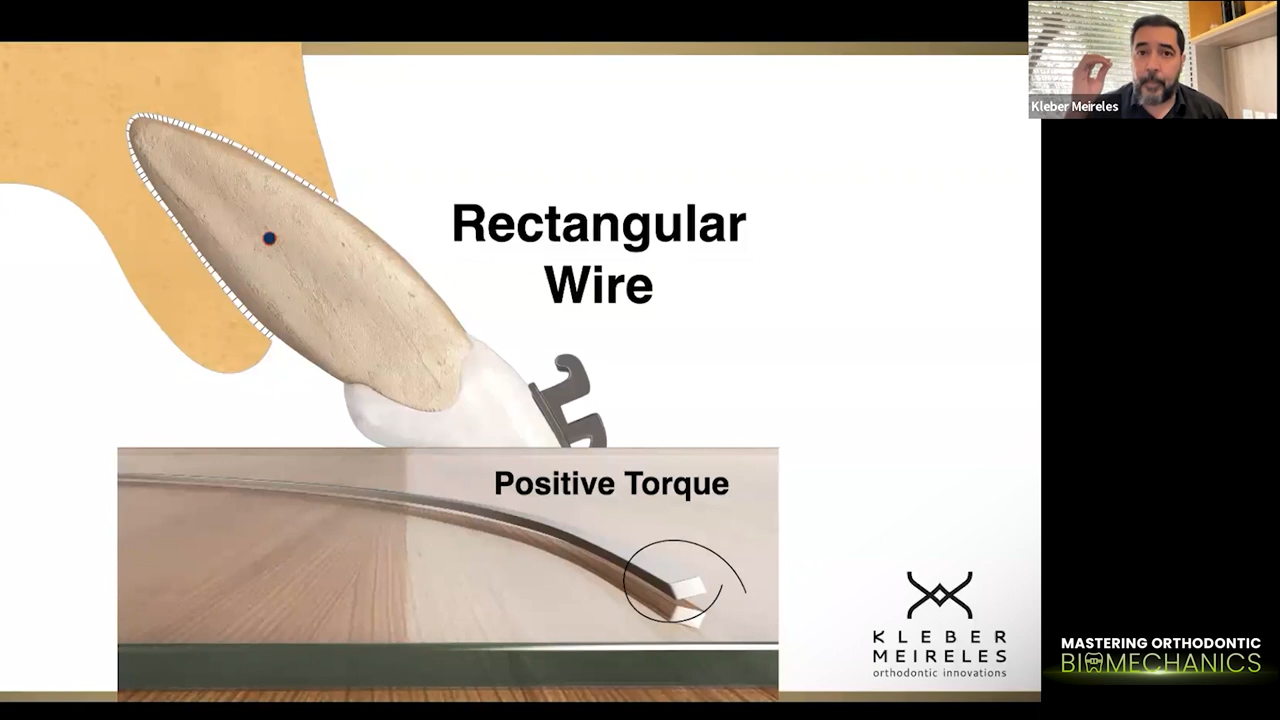 Kleber Meireles
Rectangular
Wire
Positive Torque
KLEBER
MEIRELES
orthodontic innovations
MASTERING ORTHODONTIC
BIOMECHANICS